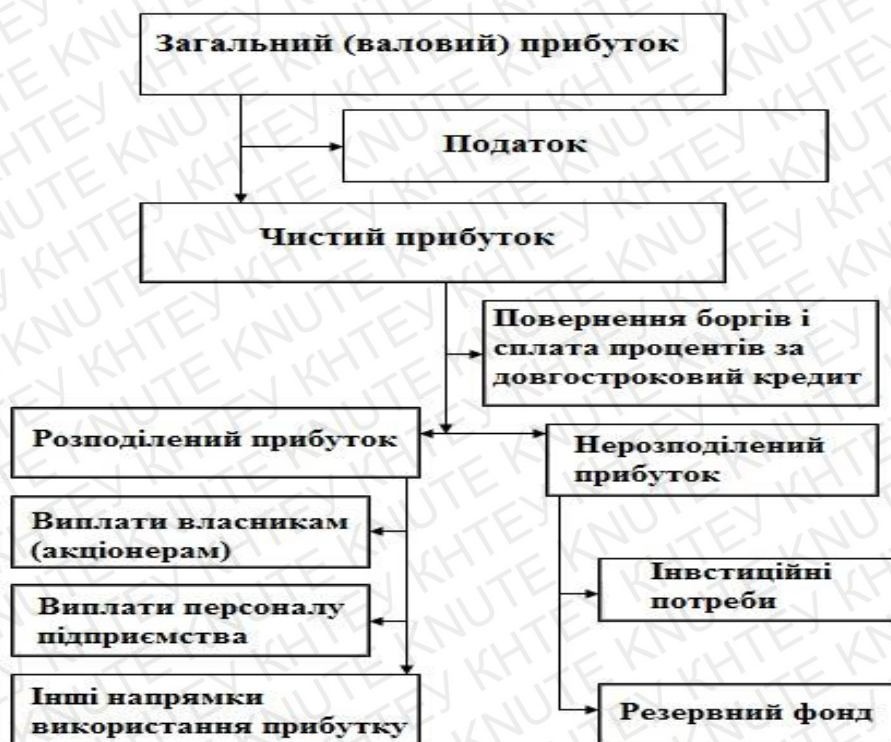 Загальний (валовий) прибуток
Податок
Чистий прибуток
Повернення боргів і
сплата процентів за
довгостроковий кредит
Розподілений прибуток
Нерозподілений
прибуток
Виплати власникам
(акціонерам)
Інвстиційні
потреби
Виплати персоналу
підприємства
Інші напрямки
використання прибутку
Резервний фонд